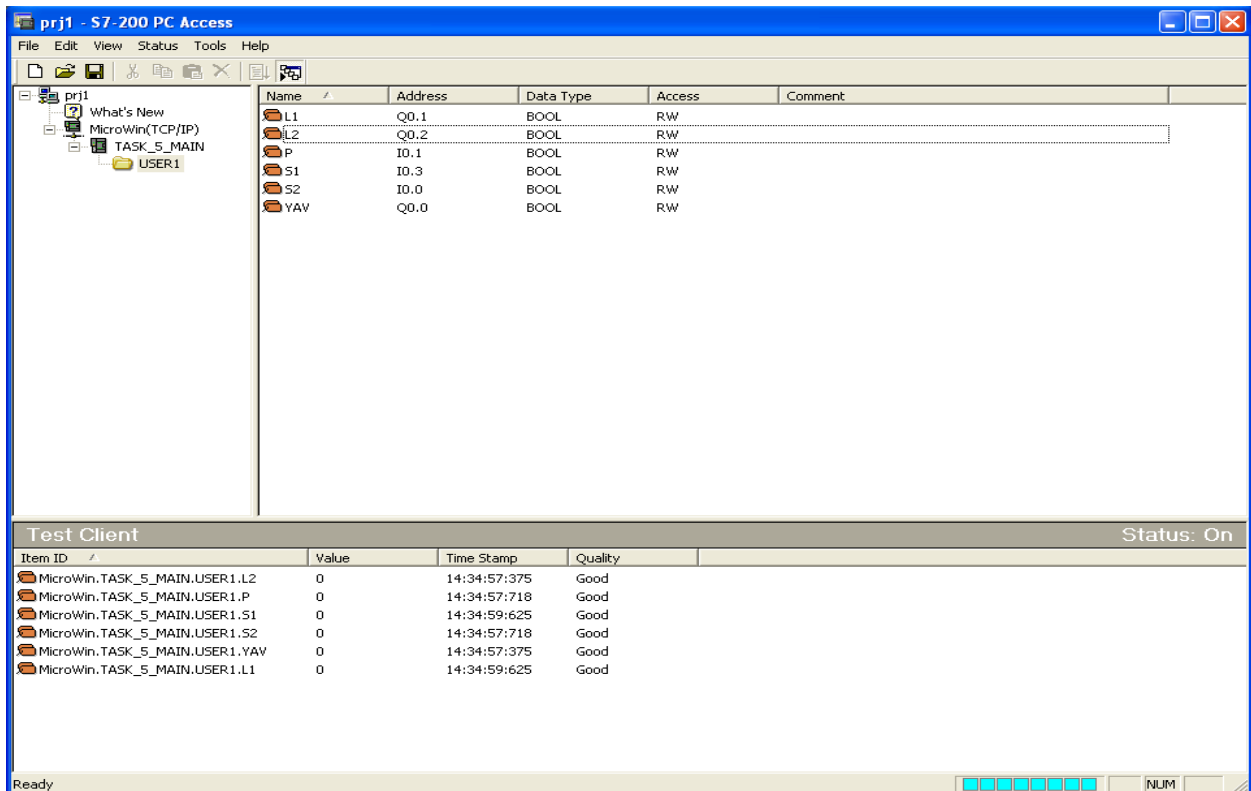 prj1 - S7-200 PC Access
File Edit View Status Tools Help
prj1
What's New
MicroWin(TCP/IP)
TASK_5_MAIN
USER1
Name Address Data Type Access Comment
L1 Q0.1 BOOL RW
L2 Q0.2 BOOL RW
P I0.1 BOOL RW
S1 I0.3 BOOL RW
S2 I0.0 BOOL RW
YAV Q0.0 BOOL RW
Test Client Status: On
Item ID Value Time Stamp Quality
MicroWin.TASK_5_MAIN.USER1.L2 0 14:34:57:375 Good
MicroWin.TASK_5_MAIN.USER1.P 0 14:34:57:718 Good
MicroWin.TASK_5_MAIN.USER1.S1 0 14:34:59:625 Good
MicroWin.TASK_5_MAIN.USER1.S2 0 14:34:57:718 Good
MicroWin.TASK_5_MAIN.USER1.YAV 0 14:34:57:375 Good
MicroWin.TASK_5_MAIN.USER1.L1 0 14:34:59:625 Good
Ready NUM